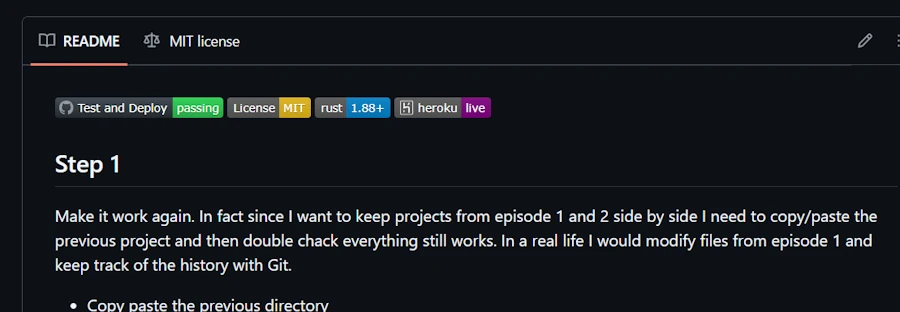 README MIT license
Test and Deploy passing License MIT rust 1.88+ heroku live
Step 1
Make it work again. In fact since I want to keep projects from episode 1 and 2 side by side I need to copy/paste the
previous project and then double chack everything still works. In a real life I would modify files from episode 1 and
keep track of the history with Git.
• Copy paste the previous directory